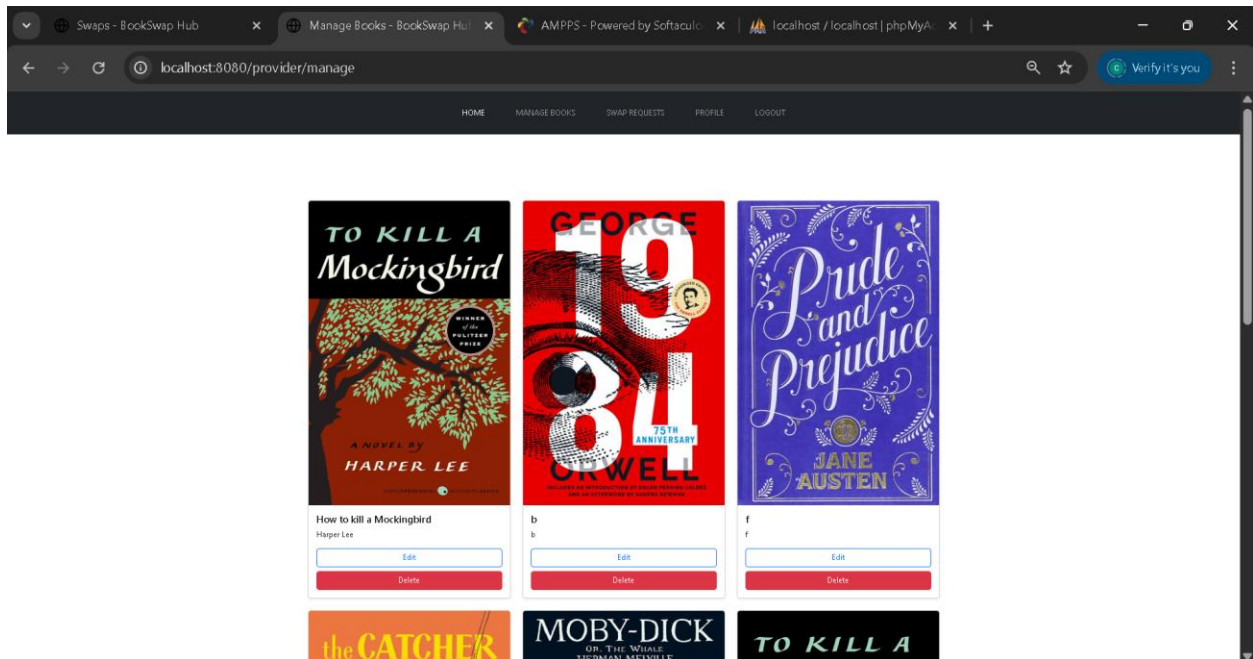 Swaps - BookSwap Hub
Manage Books - BookSwap Hu
AMPPS - Powered by Softaculo
localhost / localhost | phpMyA
localhost:8080/provider/manage
Verify it's you
HOME MANAGE BOOKS SWAP REQUESTS PROFILE LOGOUT
TO KILL A
Mockingbird
WINNER
of the
PULITZER
PRIZE
A NOVEL BY
HARPER LEE
How to kill a Mockingbird
Harper Lee
Edit
Delete
GEORGE
19
84
75TH
ANNIVERSARY
ORWELL
b
b
Edit
Delete
Pride
and
Prejudice
JANE
AUSTEN
f
f
Edit
Delete
the CATCHER
MOBY-DICK
OR, THE WHALE
HERMAN MELVILLE
TO KILL A